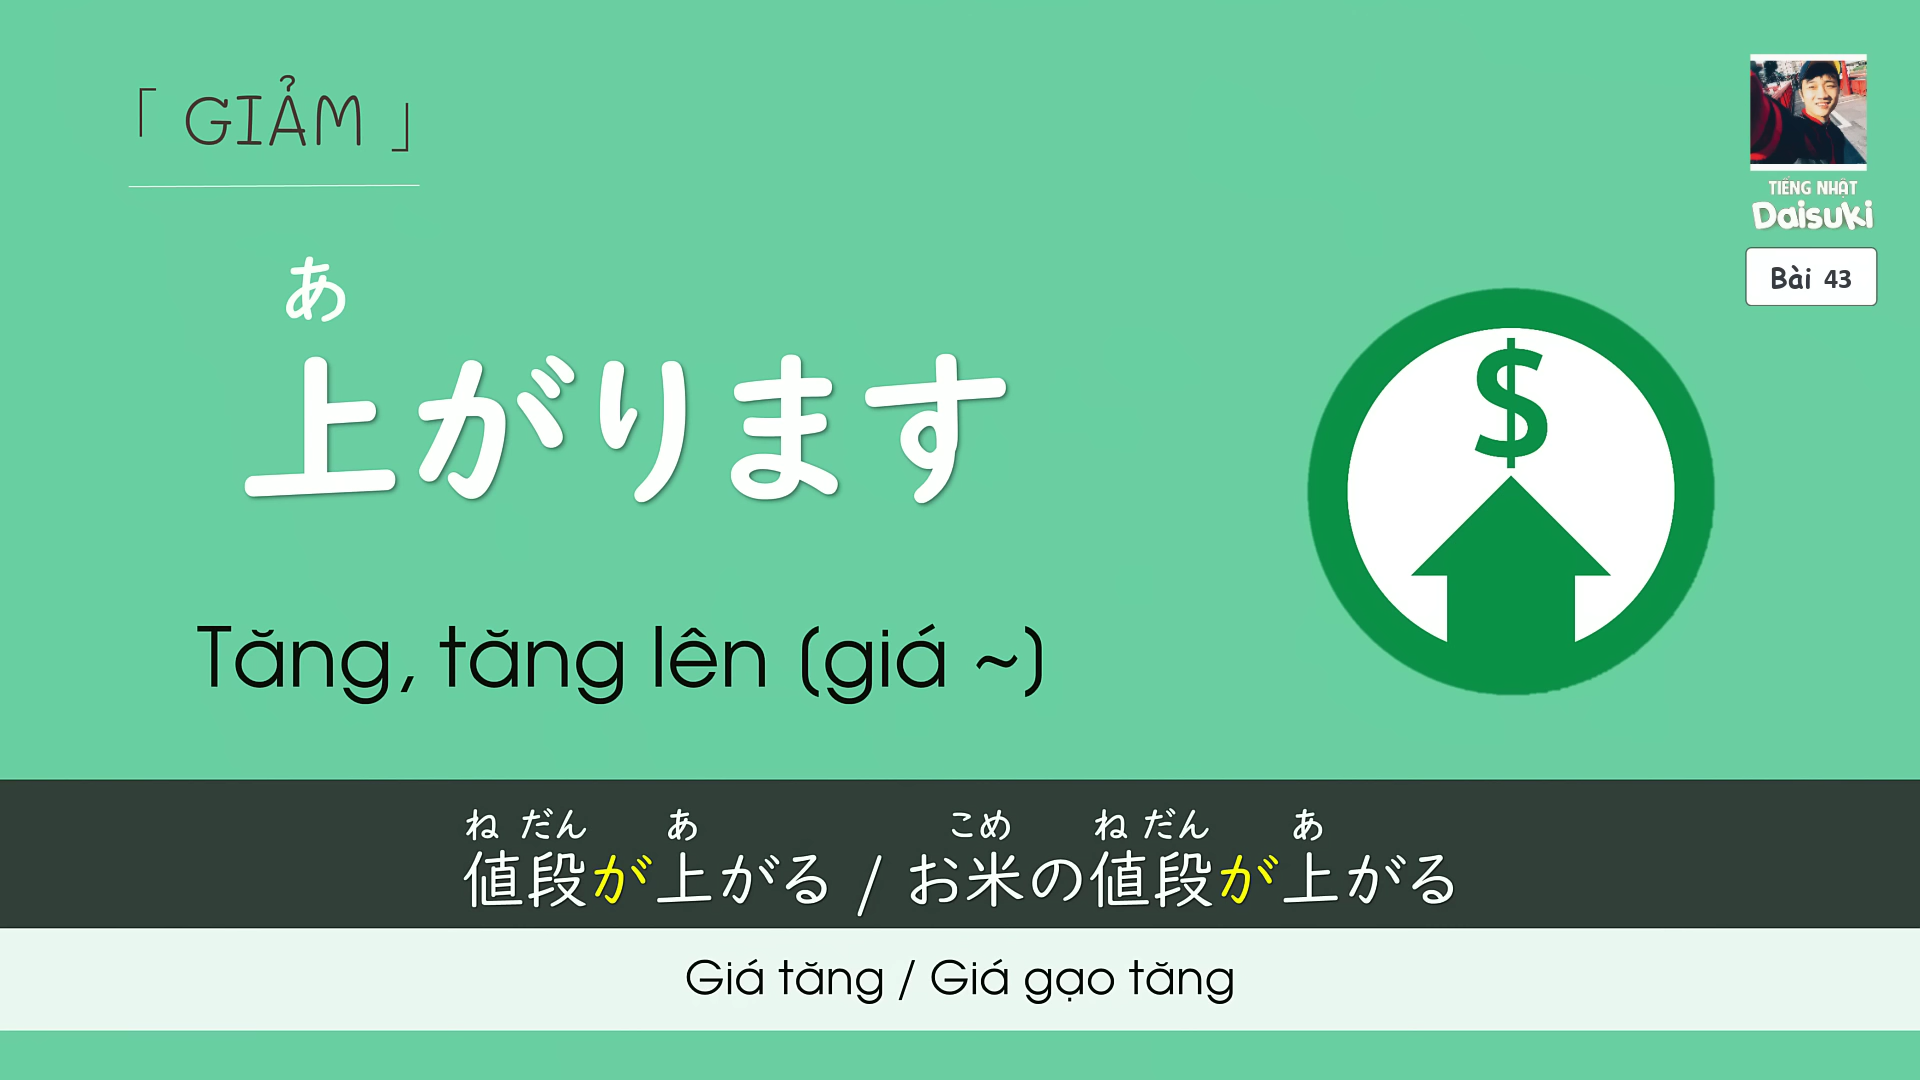 「 GIẢM 」
TIẾNG NHẬT
Daisuki
Bài 43
あ
上がります
$
Tăng, tăng lên (giá ~)
ね だん あ こめ ね だん あ
値段が上がる / お米の値段が上がる
Giá tăng / Giá gạo tăng